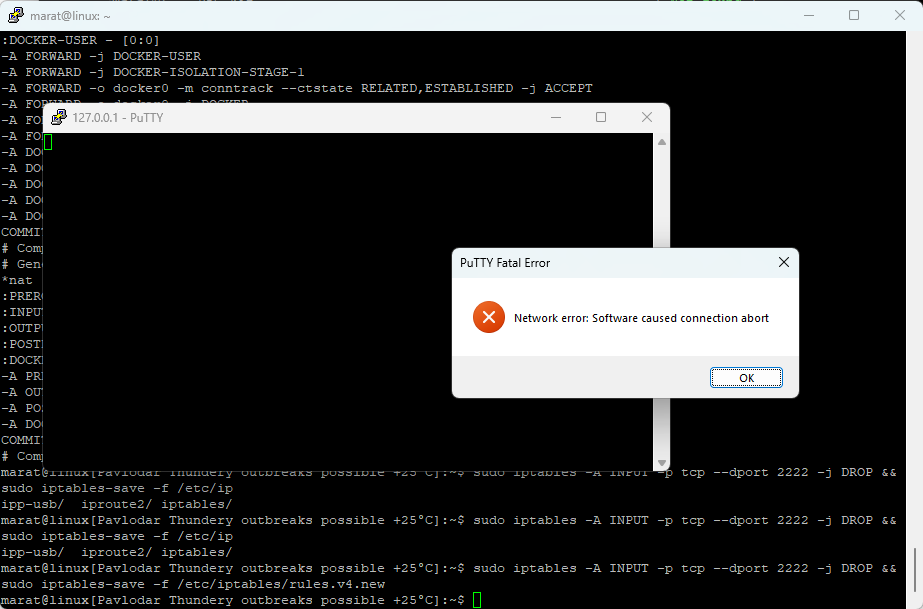 marat@linux: ~
:DOCKER-USER - [0:0]
-A FORWARD -j DOCKER-USER
-A FORWARD -j DOCKER-ISOLATION-STAGE-1
-A FORWARD -o docker0 -m conntrack --ctstate RELATED,ESTABLISHED -j ACCEPT
-A FORWARD -o docker0 -j DOCKER
-A FO
-A FO
-A DO
-A DO
-A DO
-A DO
-A DO
COMMI
# Com
# Gen
*nat
:PRER
:INPU
:OUTP
:POST
:DOCK
-A PR
-A OU
-A PO
-A DO
COMMI
# Com
127.0.0.1 - PuTTY
PuTTY Fatal Error
Network error: Software caused connection abort
OK
marat@linux[Pavlodar Thundery outbreaks possible +25°C]:~$ sudo iptables -A INPUT -p tcp --dport 2222 -j DROP &&
sudo iptables-save -f /etc/ip
ipp-usb/  iproute2/ iptables/
marat@linux[Pavlodar Thundery outbreaks possible +25°C]:~$ sudo iptables -A INPUT -p tcp --dport 2222 -j DROP &&
sudo iptables-save -f /etc/ip
ipp-usb/  iproute2/ iptables/
marat@linux[Pavlodar Thundery outbreaks possible +25°C]:~$ sudo iptables -A INPUT -p tcp --dport 2222 -j DROP &&
sudo iptables-save -f /etc/iptables/rules.v4.new
marat@linux[Pavlodar Thundery outbreaks possible +25°C]:~$